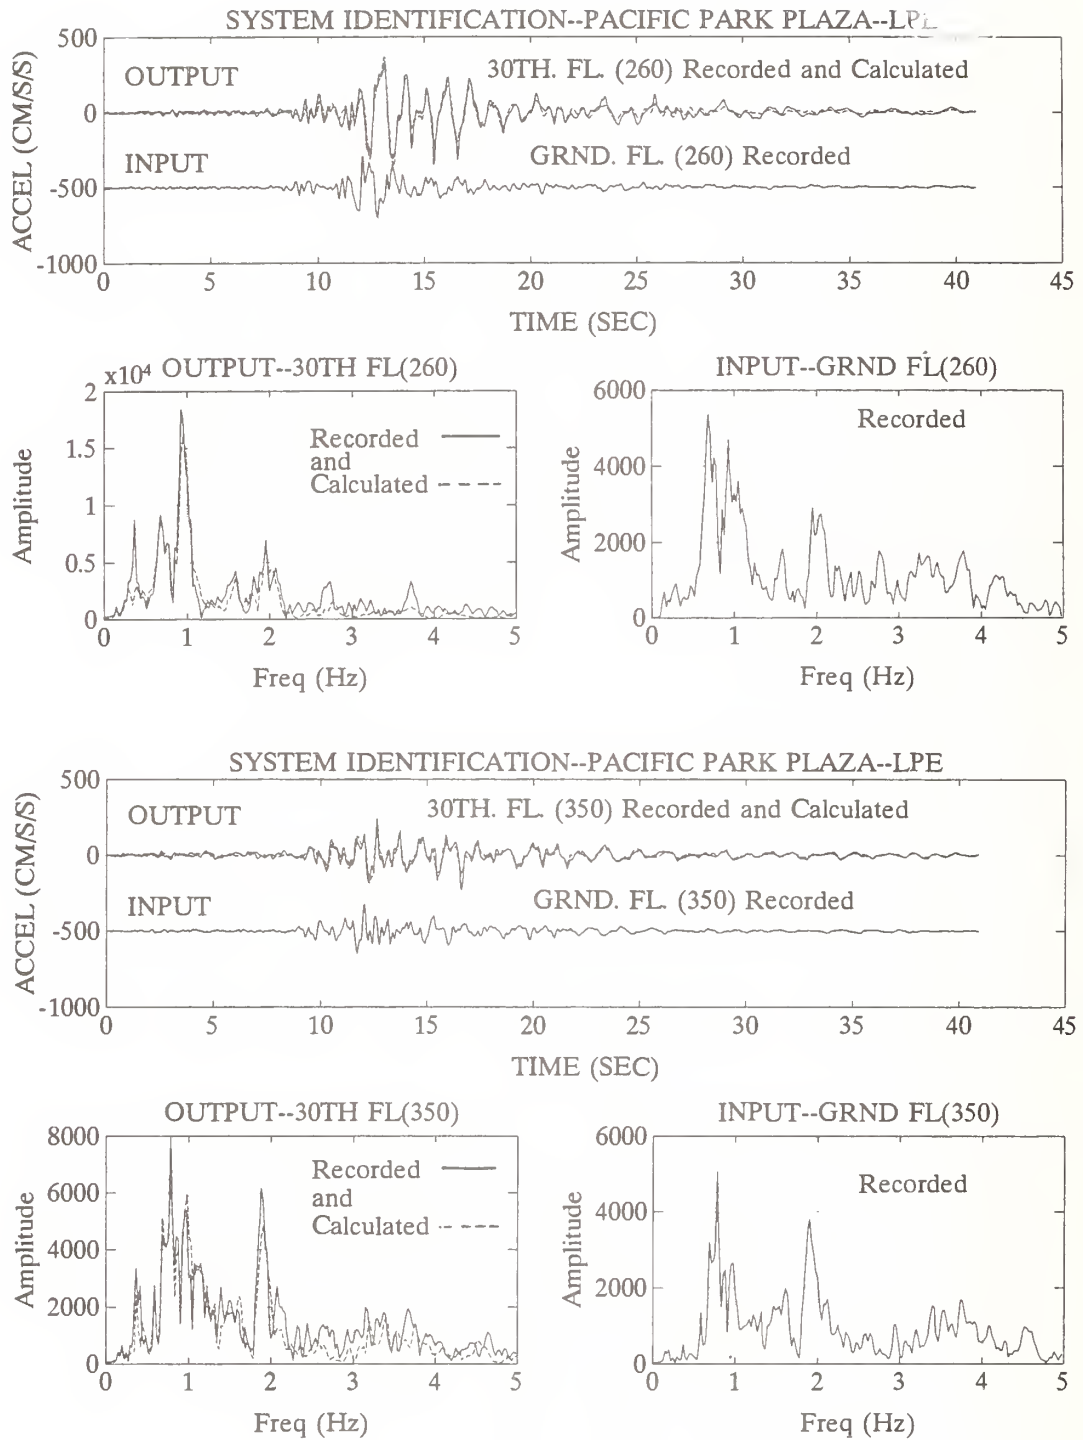 SYSTEM IDENTIFICATION--PACIFIC PARK PLAZA--LPE
500
0
-500
-1000
ACCEL (CM/S/S)
OUTPUT
30TH. FL. (260) Recorded and Calculated
INPUT
GRND. FL. (260) Recorded
0 5 10 15 20 25 30 35 40 45
TIME (SEC)
x10⁴ OUTPUT--30TH FL(260)
2
1.5
1
0.5
0
Amplitude
Recorded
and
Calculated
0 1 2 3 4 5
Freq (Hz)
INPUT--GRND FL(260)
6000
4000
2000
0
Amplitude
Recorded
0 1 2 3 4 5
Freq (Hz)
SYSTEM IDENTIFICATION--PACIFIC PARK PLAZA--LPE
500
0
-500
-1000
ACCEL (CM/S/S)
OUTPUT
30TH. FL. (350) Recorded and Calculated
INPUT
GRND. FL. (350) Recorded
0 5 10 15 20 25 30 35 40 45
TIME (SEC)
OUTPUT--30TH FL(350)
8000
6000
4000
2000
0
Amplitude
Recorded
and
Calculated
0 1 2 3 4 5
Freq (Hz)
INPUT--GRND FL(350)
6000
4000
2000
0
Amplitude
Recorded
0 1 2 3 4 5
Freq (Hz)